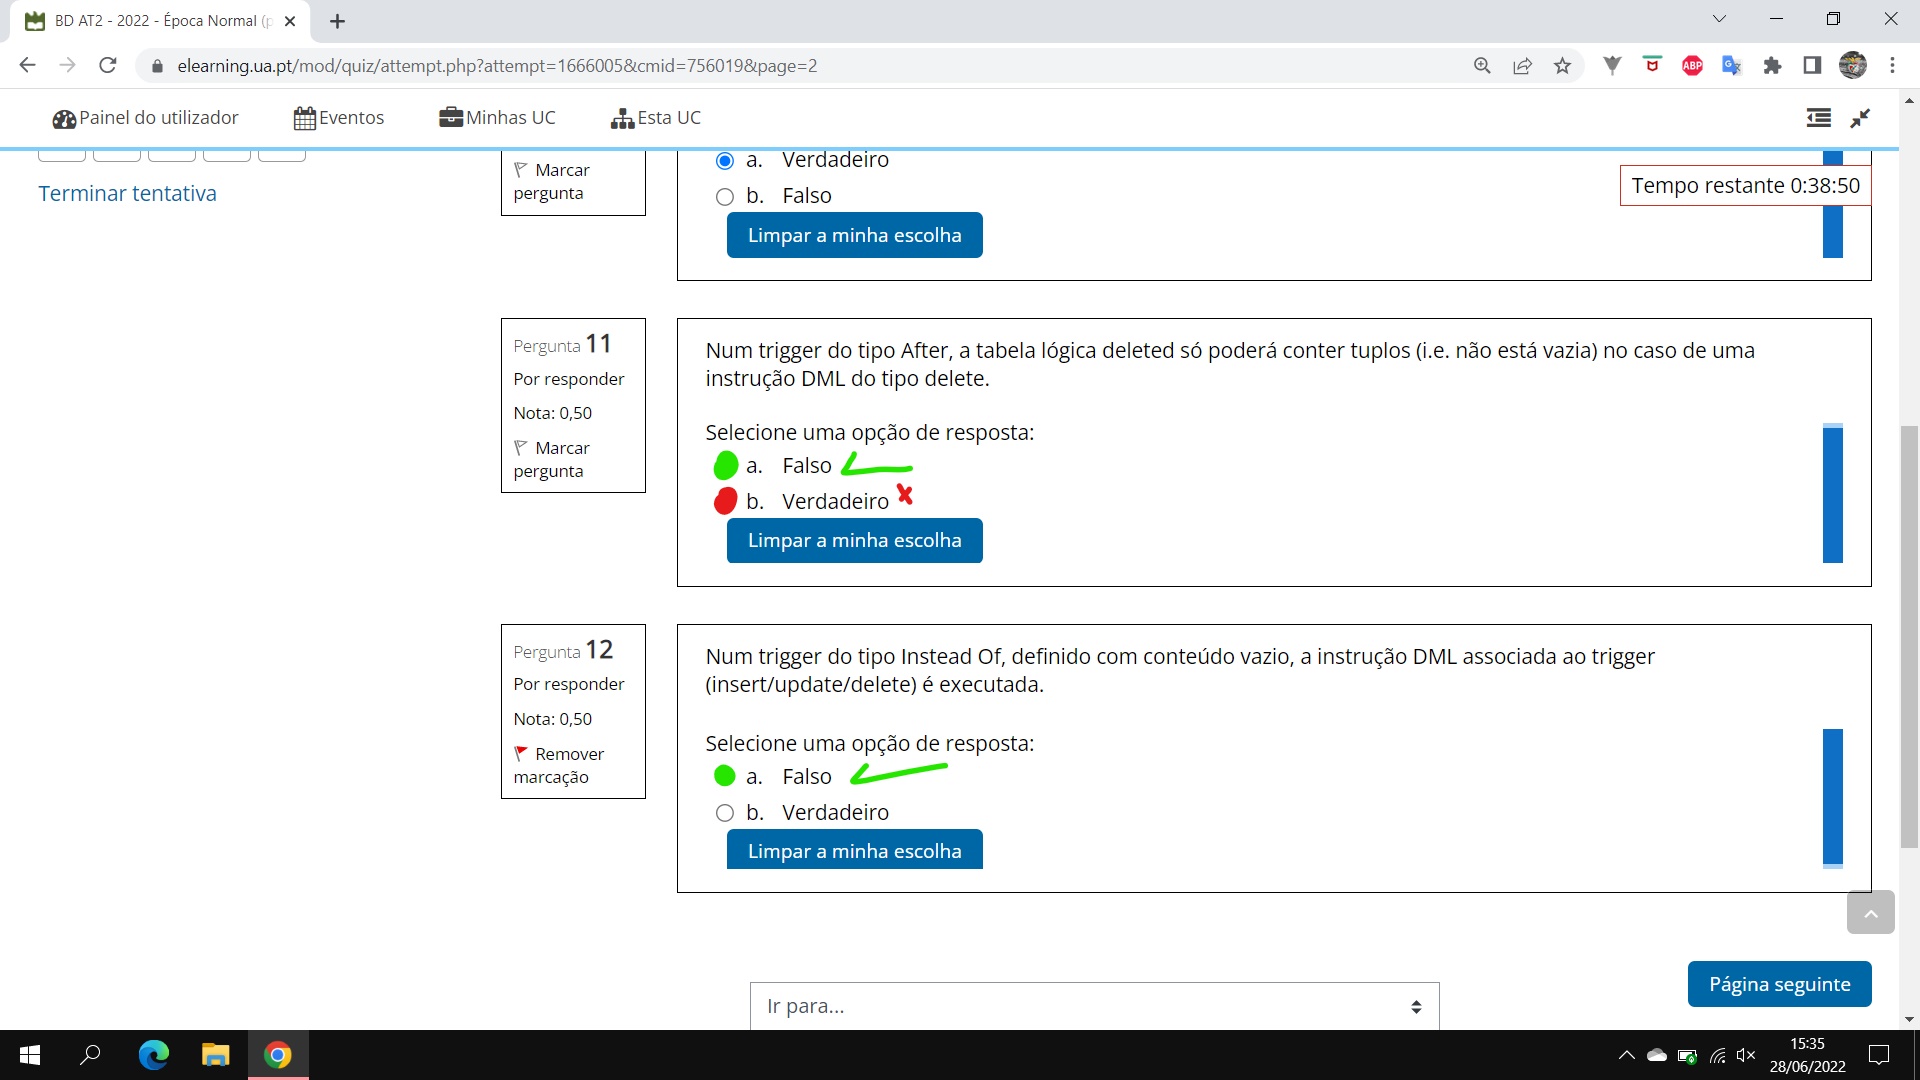 BD AT2 - 2022 - Época Normal (p
elearning.ua.pt/mod/quiz/attempt.php?attempt=1666005&cmid=756019&page=2
ABP
Painel do utilizador
Eventos
Minhas UC
Esta UC
Terminar tentativa
Marcar
pergunta
a. Verdadeiro
b. Falso
Limpar a minha escolha
Tempo restante 0:38:50
Pergunta 11
Por responder
Nota: 0,50
Marcar
pergunta
Num trigger do tipo After, a tabela lógica deleted só poderá conter tuplos (i.e. não está vazia) no caso de uma
instrução DML do tipo delete.
Selecione uma opção de resposta:
a. Falso
b. Verdadeiro
Limpar a minha escolha
Pergunta 12
Por responder
Nota: 0,50
Remover
marcação
Num trigger do tipo Instead Of, definido com conteúdo vazio, a instrução DML associada ao trigger
(insert/update/delete) é executada.
Selecione uma opção de resposta:
a. Falso
b. Verdadeiro
Limpar a minha escolha
Página seguinte
Ir para...
15:35
28/06/2022